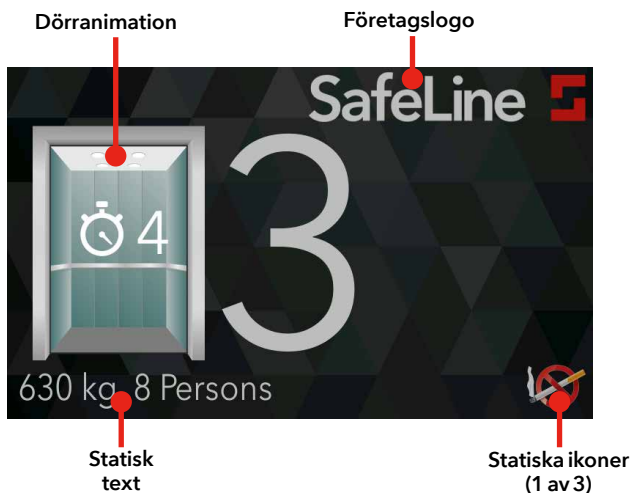 Dörranimation
Företagslogo
SafeLine
4
3
630 kg, 8 Persons
Statisk
text
Statiska ikoner
(1 av 3)